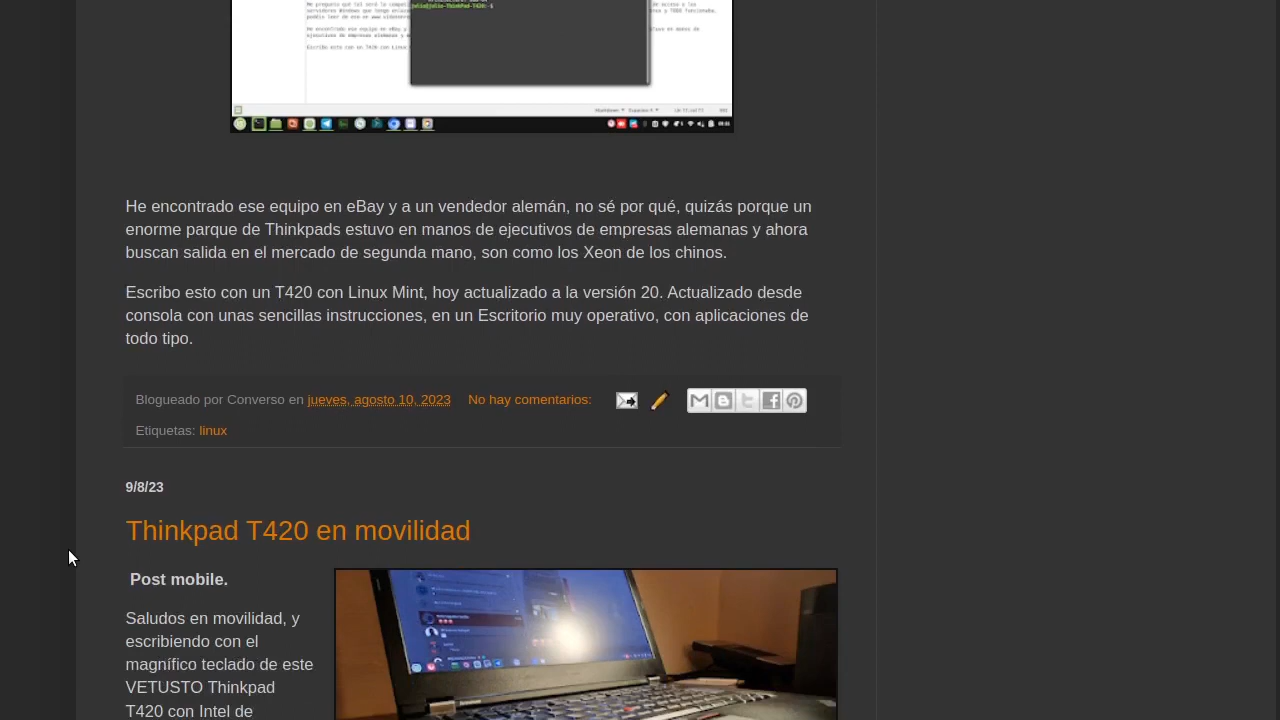 julio@julio-ThinkPad-T420:~$
He encontrado ese equipo en eBay y a un vendedor alemán, no sé por qué, quizás porque un
enorme parque de Thinkpads estuvo en manos de ejecutivos de empresas alemanas y ahora
buscan salida en el mercado de segunda mano, son como los Xeon de los chinos.
Escribo esto con un T420 con Linux Mint, hoy actualizado a la versión 20. Actualizado desde
consola con unas sencillas instrucciones, en un Escritorio muy operativo, con aplicaciones de
todo tipo.
Blogueado por Converso en jueves, agosto 10, 2023 No hay comentarios:
Etiquetas: linux
9/8/23
Thinkpad T420 en movilidad
Post mobile.
Saludos en movilidad, y
escribiendo con el
magnífico teclado de este
VETUSTO Thinkpad
T420 con Intel de